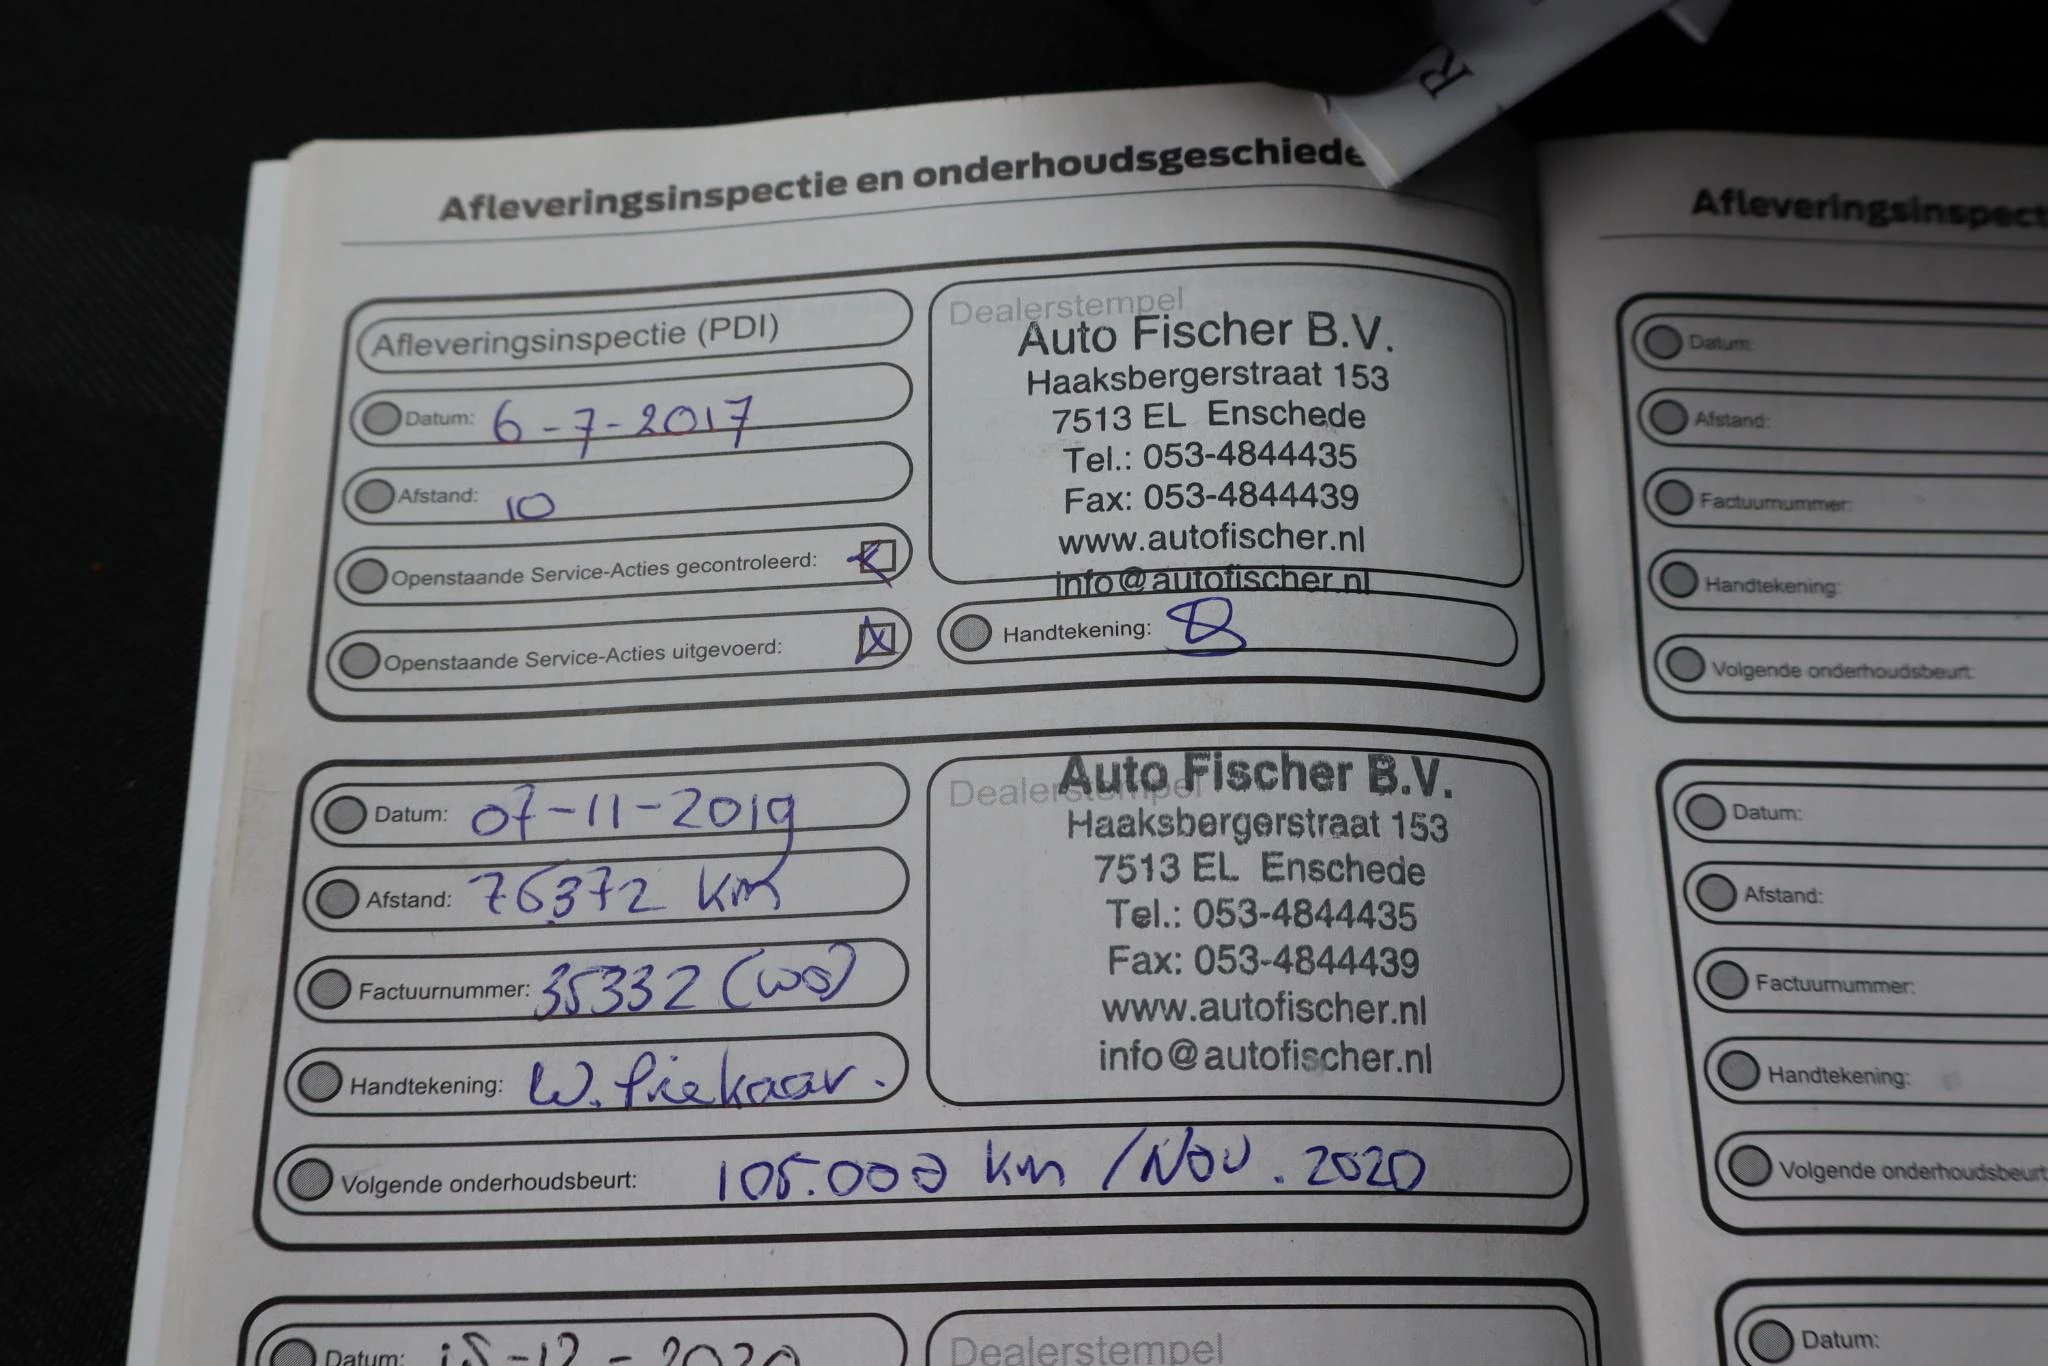 R
Afleveringsinspectie en onderhoudsgeschiede
Afleveringsinspectie (PDI)
Datum: 6-7-2017
Afstand: 10
Openstaande Service-Acties gecontroleerd:
Openstaande Service-Acties uitgevoerd:
Dealerstempel
Auto Fischer B.V.
Haaksbergerstraat 153
7513 EL Enschede
Tel.: 053-4844435
Fax: 053-4844439
www.autofischer.nl
info@autofischer.nl
Handtekening:
Datum: 07-11-2019
Afstand: 76372 km
Factuurnummer: 35332 (WO)
Handtekening: W. Piekaar.
Dealerstempel
Auto Fischer B.V.
Haaksbergerstraat 153
7513 EL Enschede
Tel.: 053-4844435
Fax: 053-4844439
www.autofischer.nl
info@autofischer.nl
Volgende onderhoudsbeurt: 105.000 km / Nov. 2020
Datum: 15-12-2020
Dealerstempel
Afleveringsinspect
Datum:
Afstand:
Factuurnummer:
Handtekening:
Volgende onderhoudsbeurt:
Datum:
Afstand:
Factuurnummer:
Handtekening:
Volgende onderhoudsbeurt
Datum: